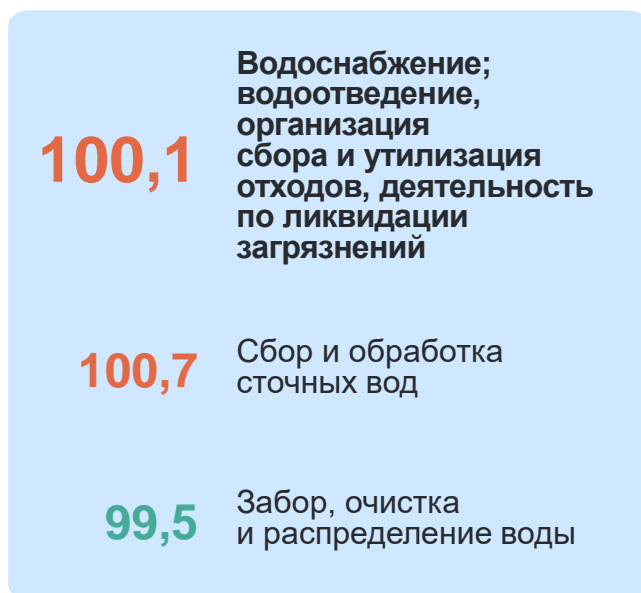 100,1
Водоснабжение;
водоотведение,
организация
сбора и утилизация
отходов, деятельность
по ликвидации
загрязнений
100,7
Сбор и обработка
сточных вод
99,5
Забор, очистка
и распределение воды